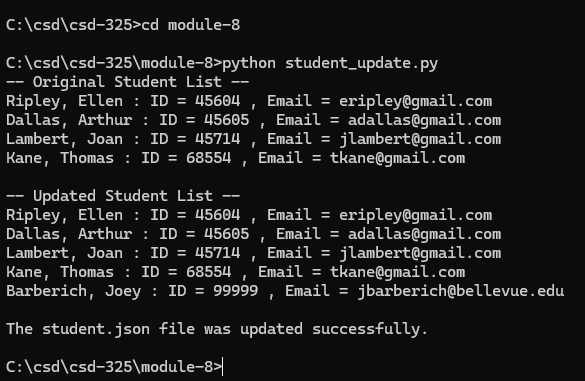 C:\csd\csd-325>cd module-8
C:\csd\csd-325\module-8>python student_update.py
-- Original Student List --
Ripley, Ellen : ID = 45604 , Email = eripley@gmail.com
Dallas, Arthur : ID = 45605 , Email = adallas@gmail.com
Lambert, Joan : ID = 45714 , Email = jlambert@gmail.com
Kane, Thomas : ID = 68554 , Email = tkane@gmail.com
-- Updated Student List --
Ripley, Ellen : ID = 45604 , Email = eripley@gmail.com
Dallas, Arthur : ID = 45605 , Email = adallas@gmail.com
Lambert, Joan : ID = 45714 , Email = jlambert@gmail.com
Kane, Thomas : ID = 68554 , Email = tkane@gmail.com
Barberich, Joey : ID = 99999 , Email = jbarberich@bellevue.edu
The student.json file was updated successfully.
C:\csd\csd-325\module-8>